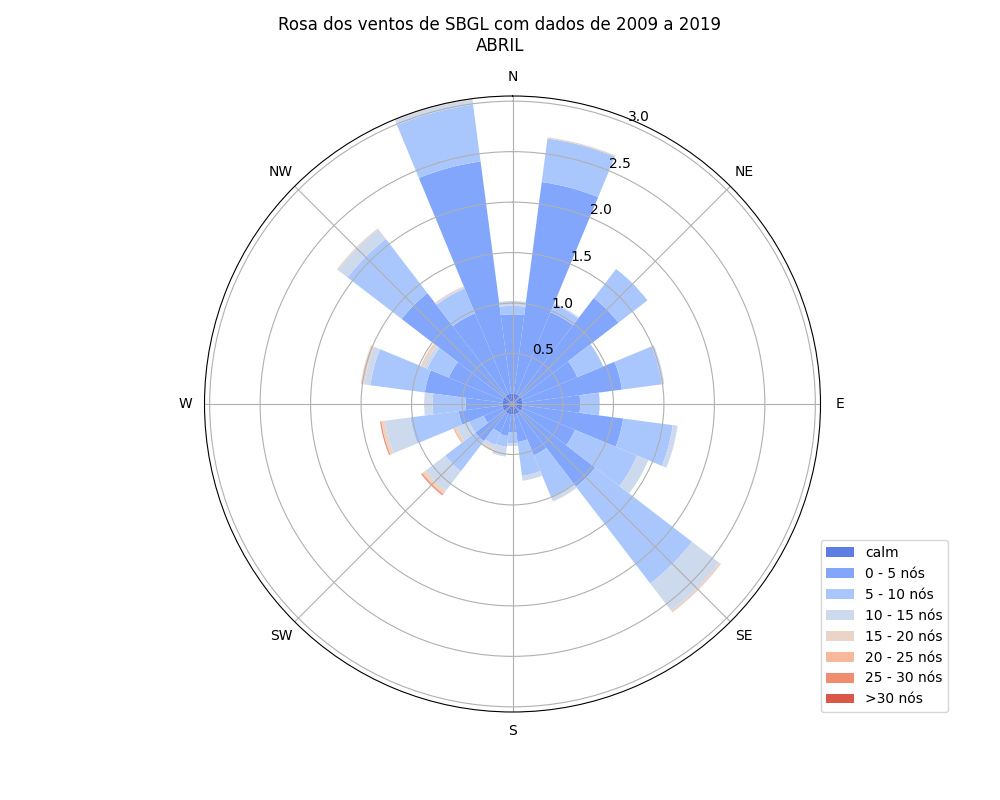 Rosa dos ventos de SBGL com dados de 2009 a 2019
ABRIL
N
3.0
2.5
NW
NE
2.0
1.5
1.0
0.5
W
E
calm
0 - 5 nós
5 - 10 nós
10 - 15 nós
15 - 20 nós
20 - 25 nós
25 - 30 nós
>30 nós
SW
SE
S